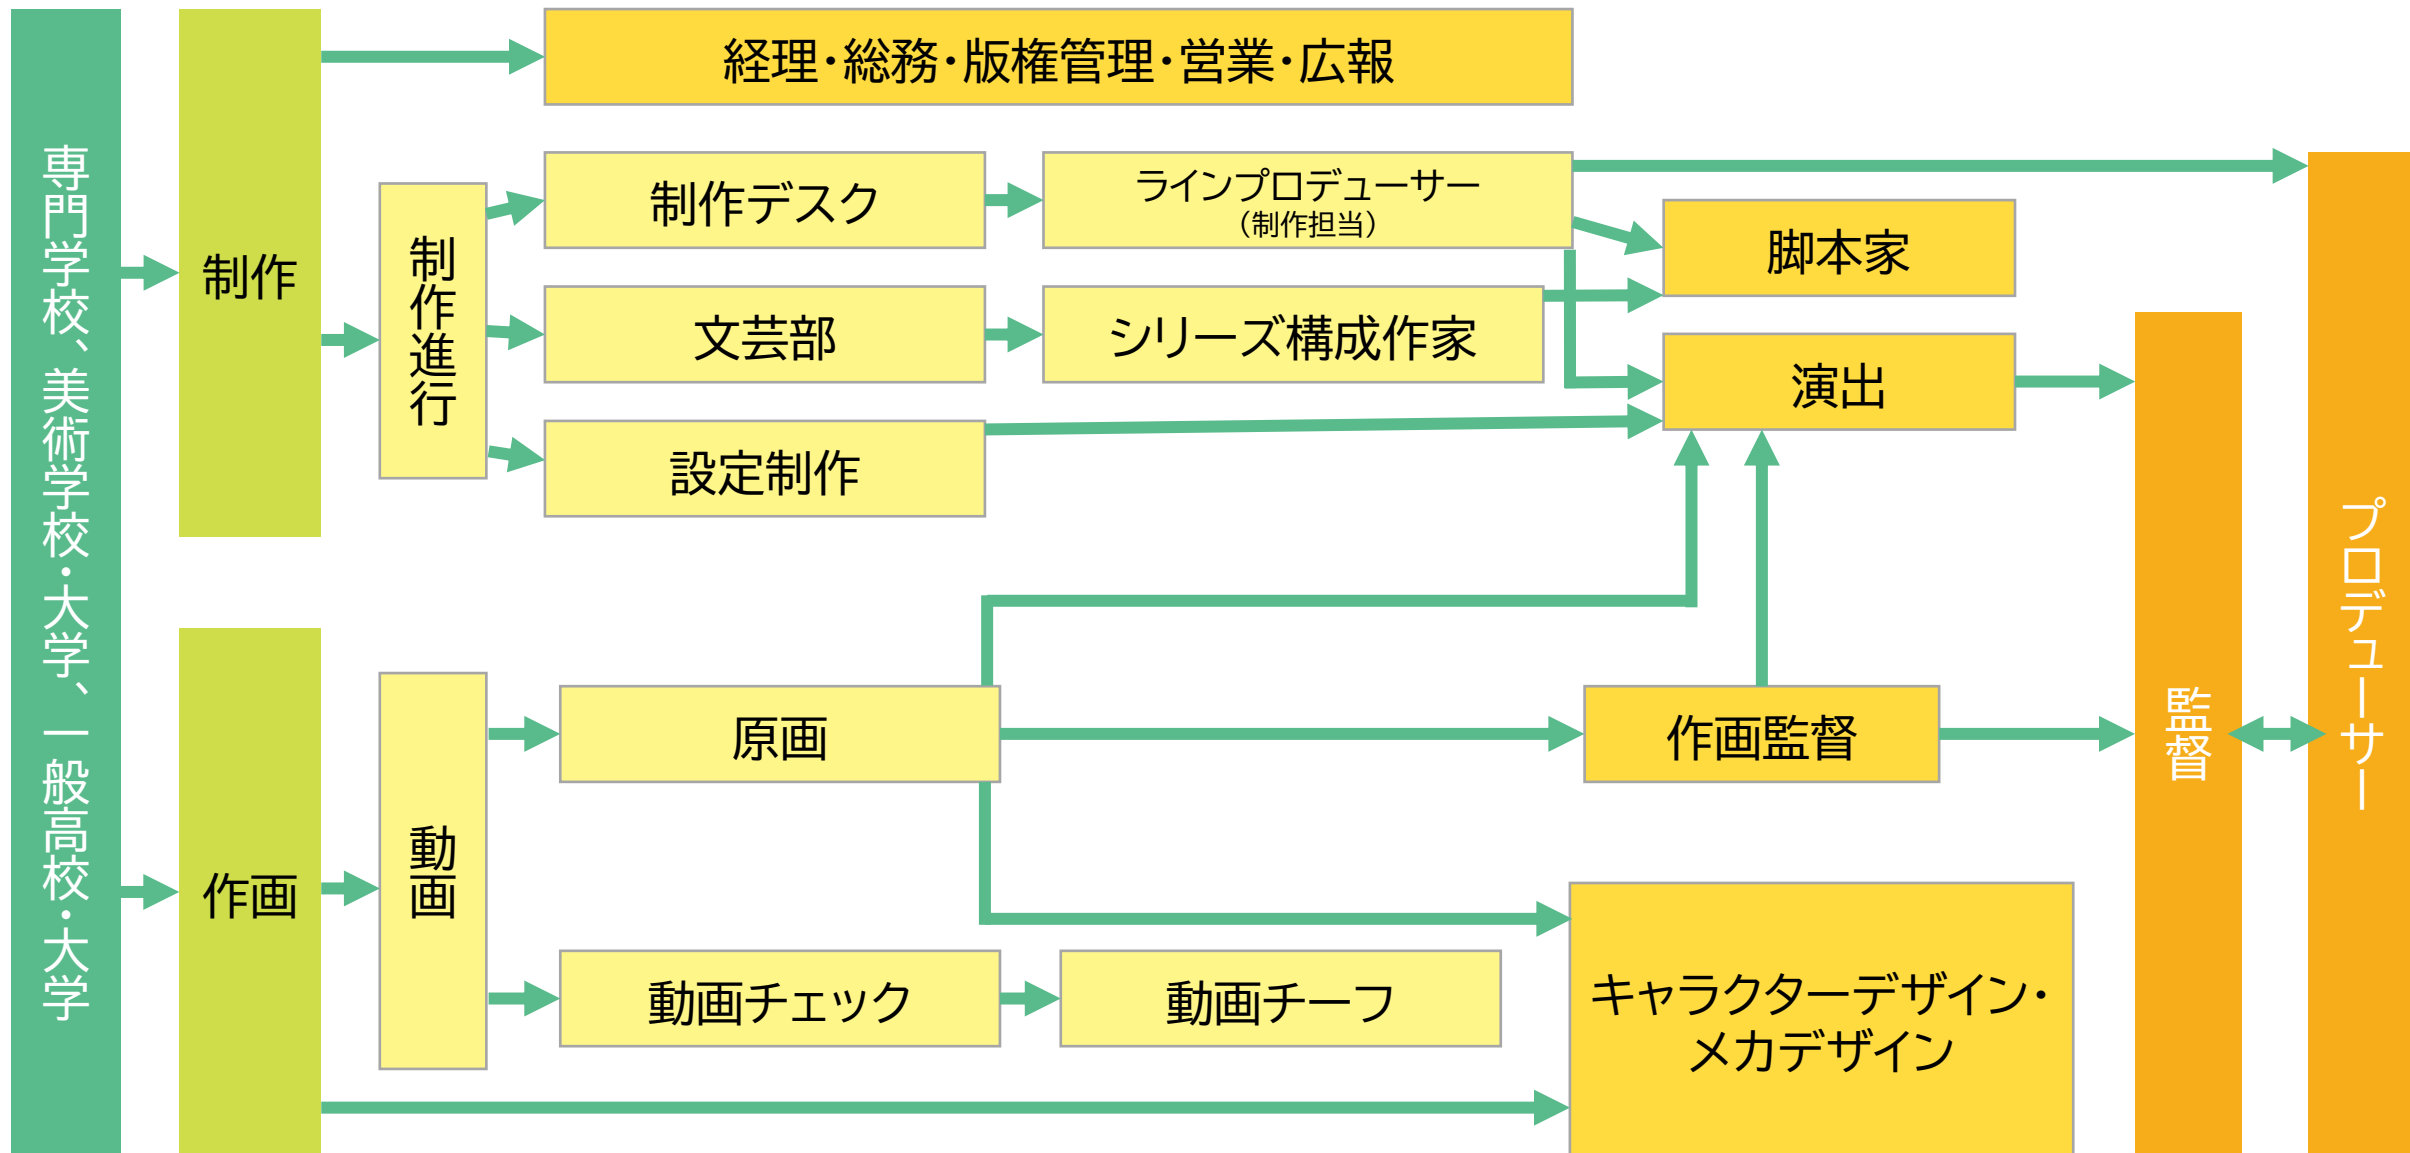 専門学校、美術学校・大学、一般高校・大学
制作
経理・総務・版権管理・営業・広報
制作進行
制作デスク
ラインプロデューサー
（制作担当）
脚本家
文芸部
シリーズ構成作家
演出
設定制作
作画
動画
原画
作画監督
動画チェック
動画チーフ
キャラクターデザイン・
メカデザイン
監督
プロデューサー